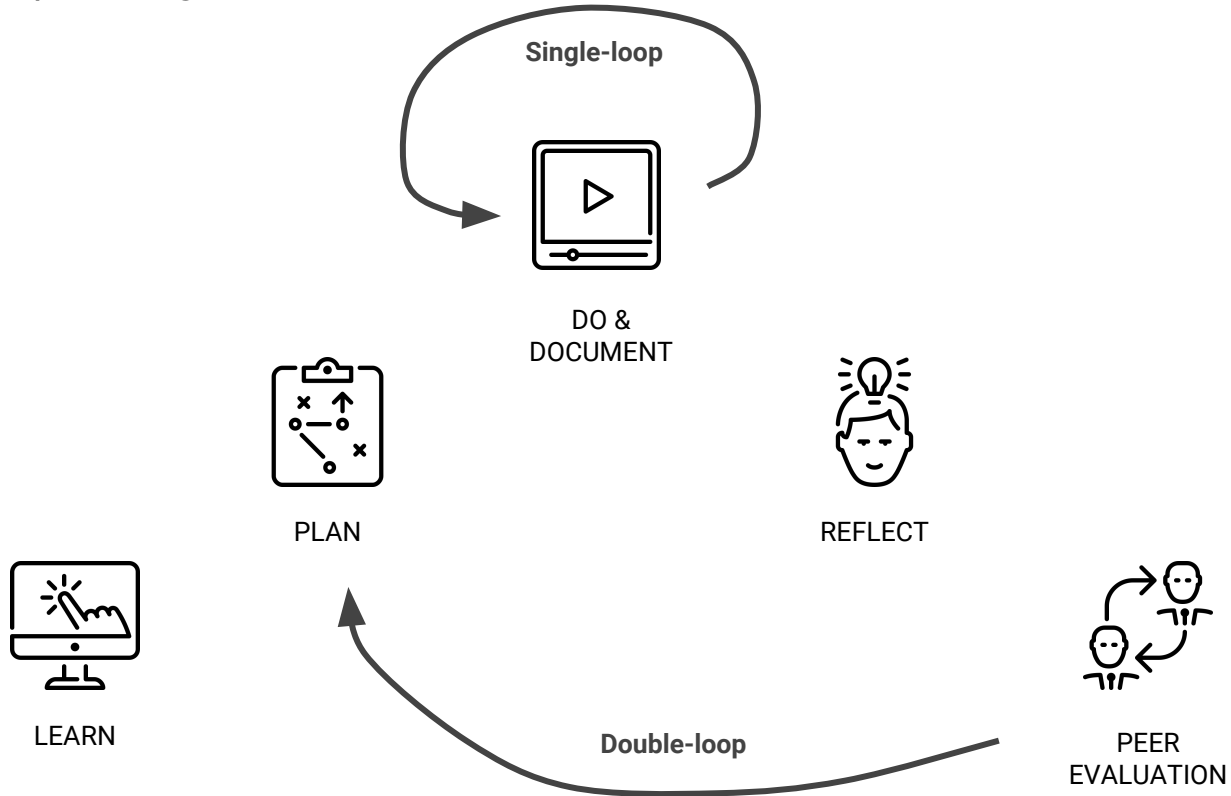 Single-loop
DO &
DOCUMENT
PLAN
REFLECT
LEARN
Double-loop
PEER
EVALUATION